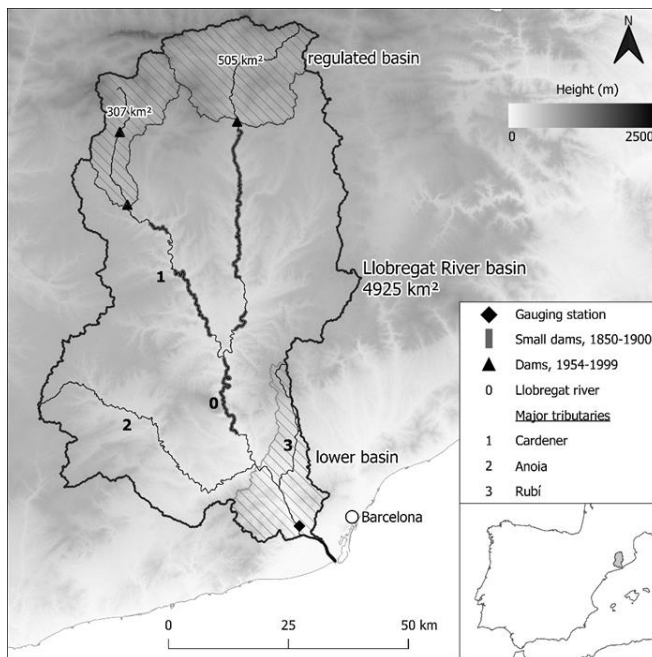 N
505 km²
regulated basin
307 km²
Height (m)
0
2500
Llobregat River basin
4925 km²
1
0
2
3
lower basin
Barcelona
Gauging station
Small dams, 1850-1900
Dams, 1954-1999
0 Llobregat river
Major tributaries
1 Cardener
2 Anoia
3 Rubí
0
25
50 km